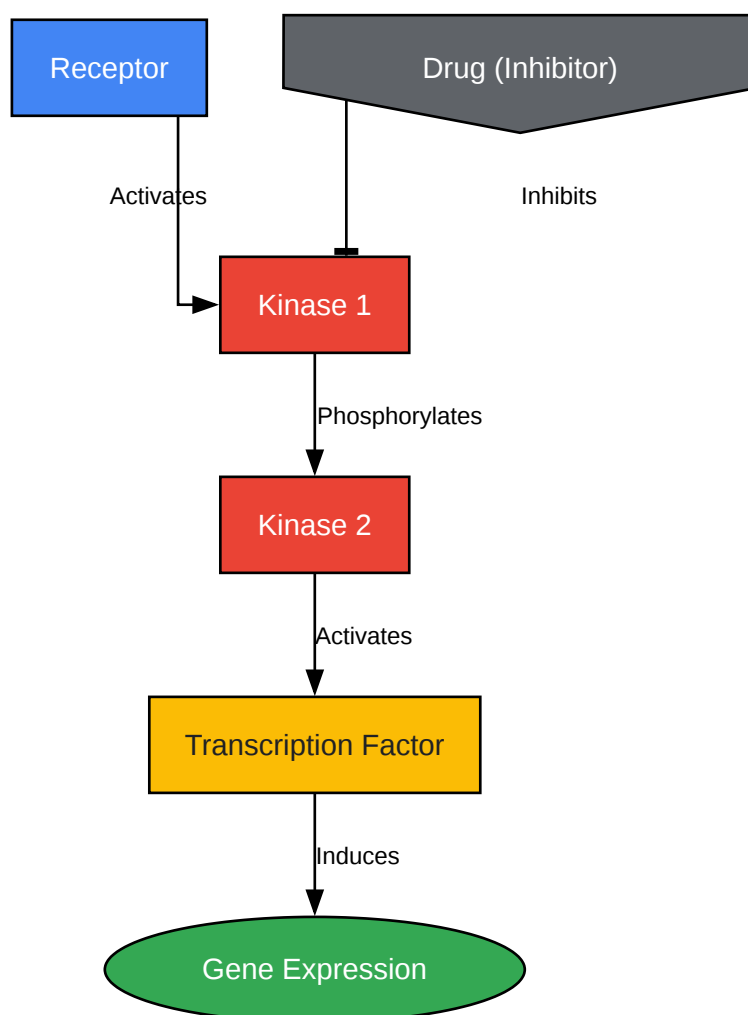 Receptor
Drug (Inhibitor)
Activates
Inhibits
Kinase 1
Phosphorylates
Kinase 2
Activates
Transcription Factor
Induces
Gene Expression